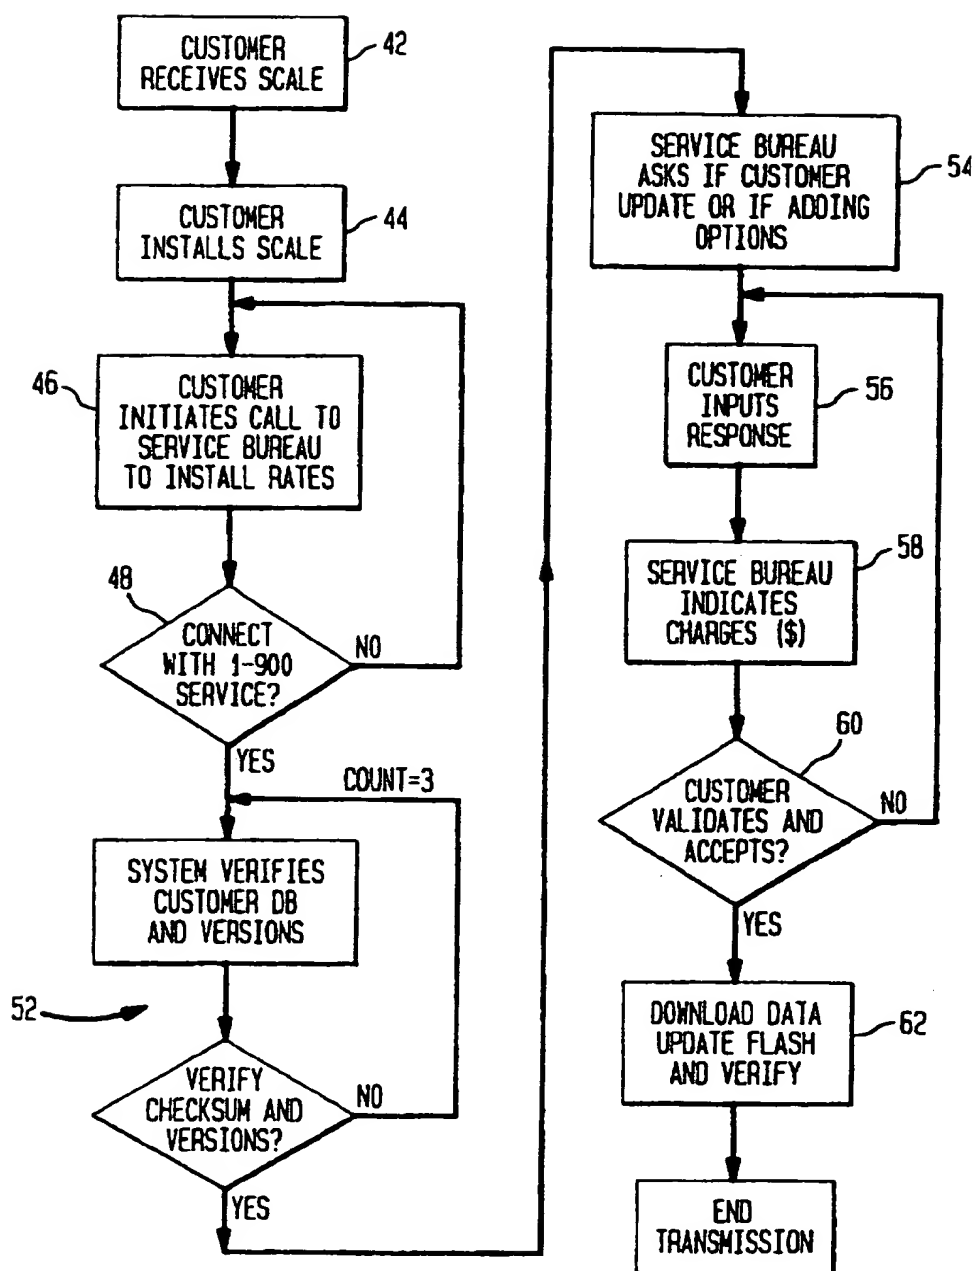 CUSTOMER
RECEIVES SCALE
42
CUSTOMER
INSTALLS SCALE
44
46
CUSTOMER
INITIATES CALL TO
SERVICE BUREAU
TO INSTALL RATES
48
CONNECT
WITH 1-900
SERVICE?
NO
YES
COUNT=3
SYSTEM VERIFIES
CUSTOMER DB
AND VERSIONS
52
VERIFY
CHECKSUM AND
VERSIONS?
NO
YES
SERVICE BUREAU
ASKS IF CUSTOMER
UPDATE OR IF ADDING
OPTIONS
54
CUSTOMER
INPUTS
RESPONSE
56
SERVICE BUREAU
INDICATES
CHARGES ($)
58
60
CUSTOMER
VALIDATES AND
ACCEPTS?
NO
YES
DOWNLOAD DATA
UPDATE FLASH
AND VERIFY
62
END
TRANSMISSION